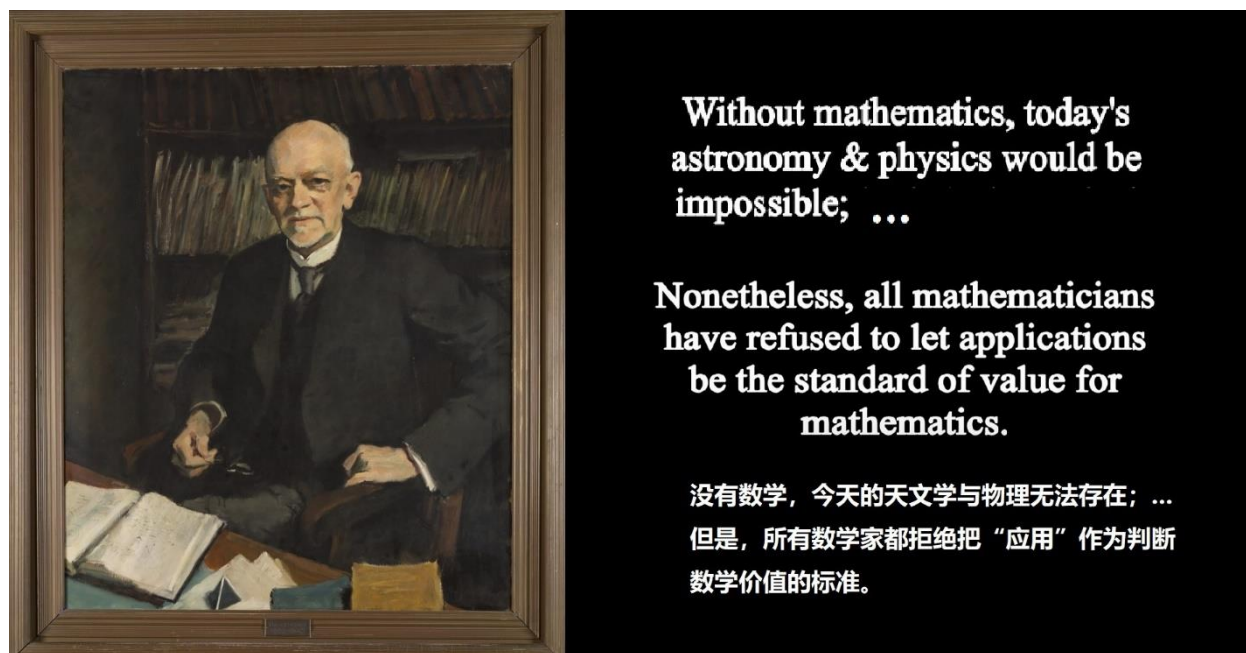 Without mathematics, today's
astronomy & physics would be
impossible; ...
Nonetheless, all mathematicians
have refused to let applications
be the standard of value for
mathematics.
没有数学，今天的天文学与物理无法存在；...
但是，所有数学家都拒绝把“应用”作为判断
数学价值的标准。